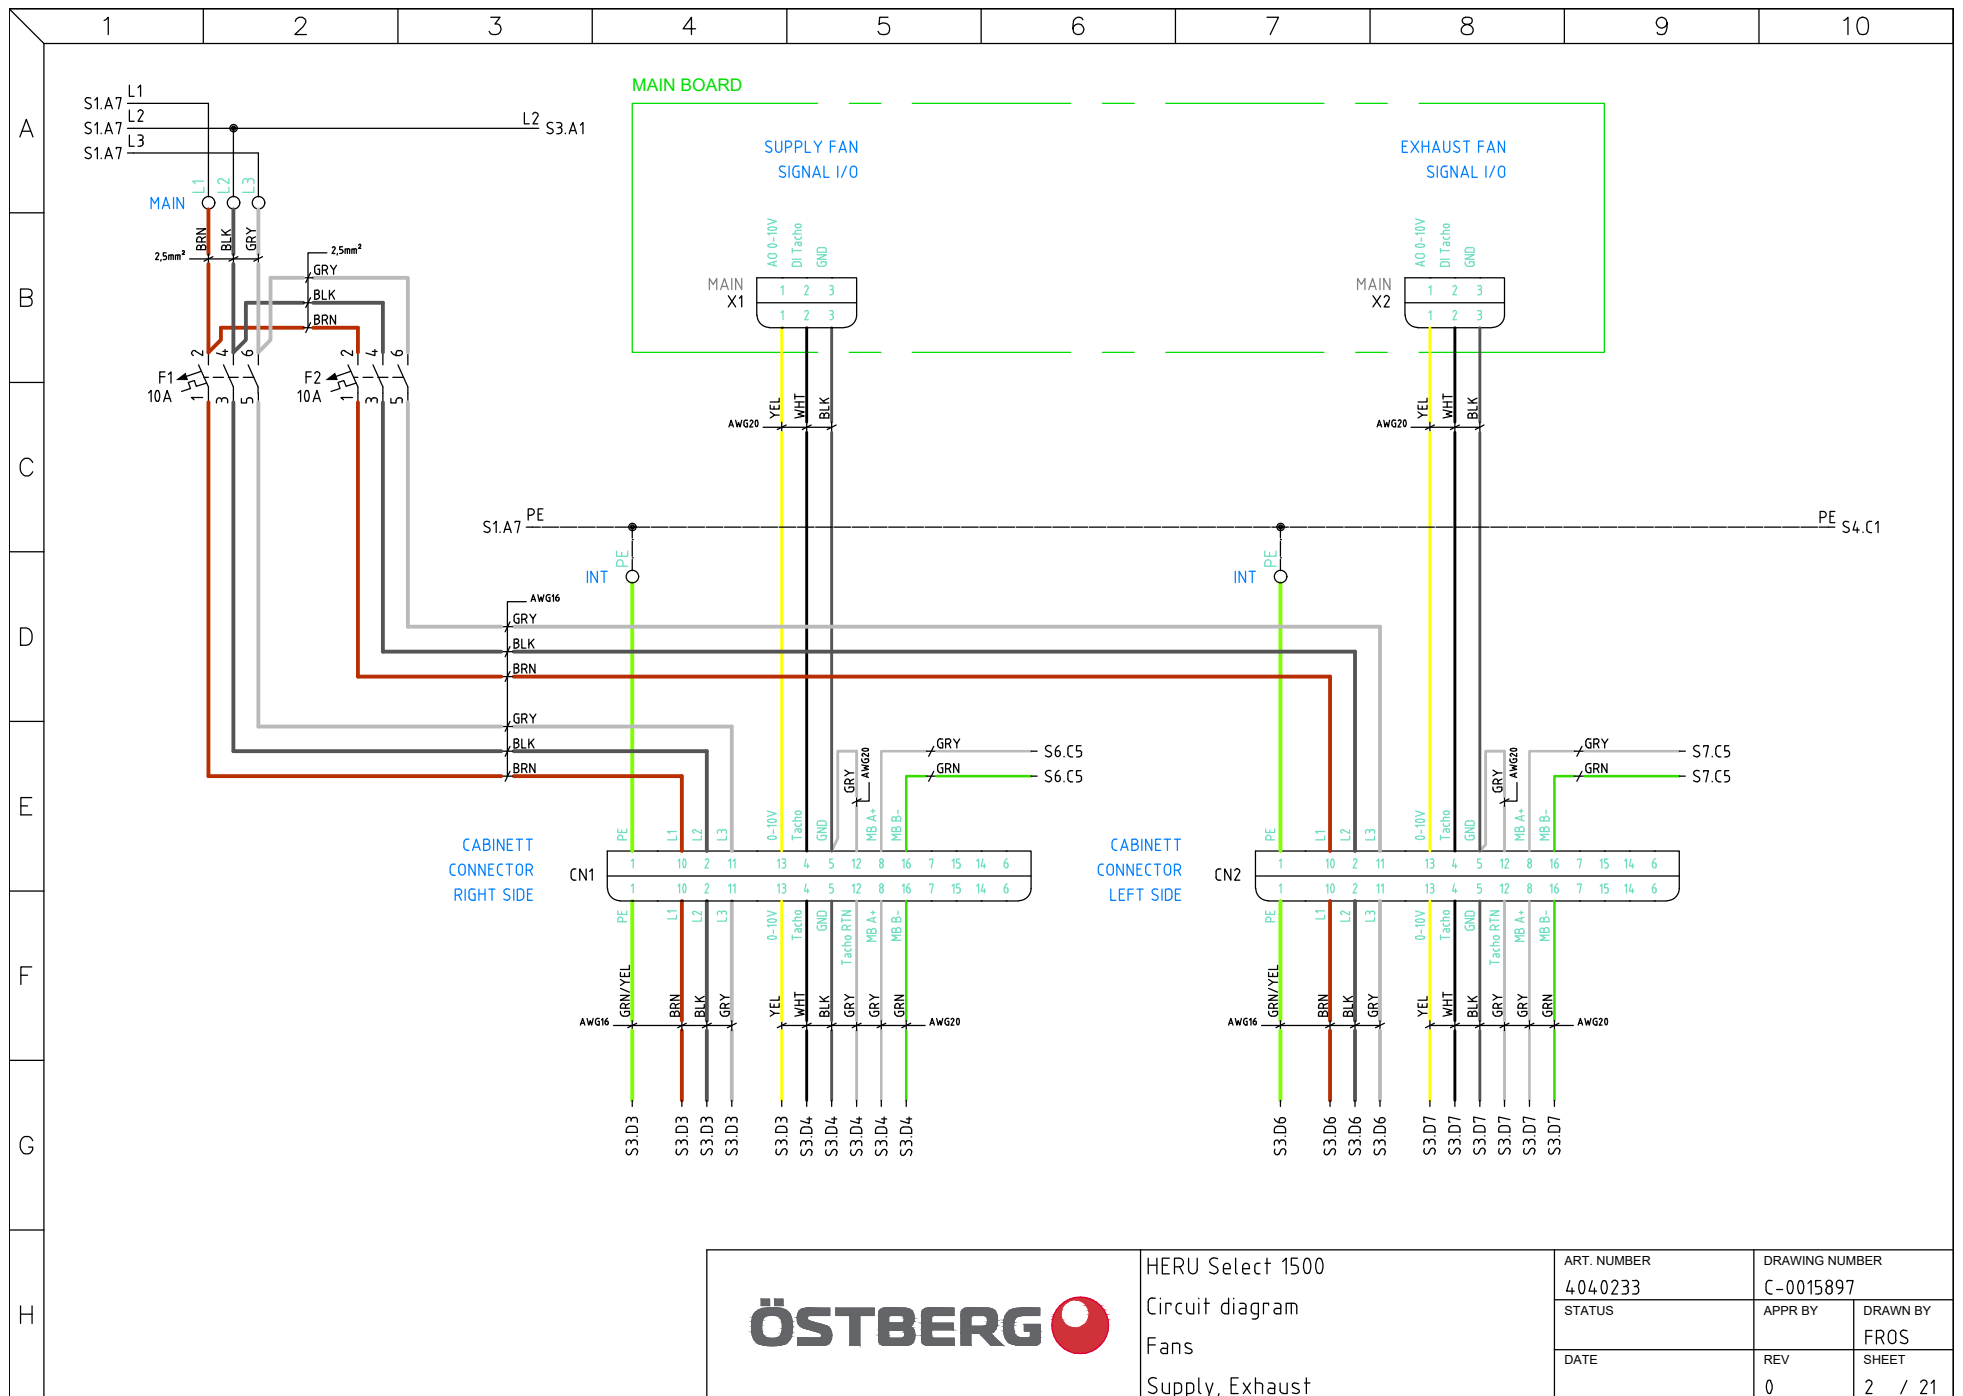 1 2 3 4 5 6 7 8 9 10
A
B
C
D
E
F
G
H
S1.A7 L1
S1.A7 L2
L2 S3.A1
S1.A7 L3
MAIN L1 L2 L3
BRN BLK GRY
2,5mm²
2,5mm²
GRY
BLK
BRN
2 4 6
F1
10A
1 3 5
2 4 6
F2
10A
1 3 5
MAIN BOARD
SUPPLY FAN
SIGNAL I/O
EXHAUST FAN
SIGNAL I/O
AO 0-10V DI Tacho GND
MAIN
X1
1 2 3
1 2 3
YEL WHT BLK
AWG20
AO 0-10V DI Tacho GND
MAIN
X2
1 2 3
1 2 3
YEL WHT BLK
AWG20
S1.A7 PE
PE S4.C1
INT PE
INT PE
AWG16
GRY
BLK
BRN
GRY
BLK
BRN
GRY AWG20
GRY S6.C5
GRN S6.C5
GRY AWG20
GRY S7.C5
GRN S7.C5
CABINETT
CONNECTOR
RIGHT SIDE
CN1
PE L1 L2 L3 0-10V Tacho GND MB A+ MB B-
1 10 2 11 13 4 5 12 8 16 7 15 14 6
1 10 2 11 13 4 5 12 8 16 7 15 14 6
PE L1 L2 L3 0-10V Tacho GND Tacho RTN MB A+ MB B-
GRN/YEL BRN BLK GRY YEL WHT BLK GRY GRY GRN
AWG16 AWG20
S3.D3 S3.D3 S3.D3 S3.D3 S3.D3 S3.D4 S3.D4 S3.D4 S3.D4 S3.D4
CABINETT
CONNECTOR
LEFT SIDE
CN2
PE L1 L2 L3 0-10V Tacho GND MB A+ MB B-
1 10 2 11 13 4 5 12 8 16 7 15 14 6
1 10 2 11 13 4 5 12 8 16 7 15 14 6
PE L1 L2 L3 0-10V Tacho GND Tacho RTN MB A+ MB B-
GRN/YEL BRN BLK GRY YEL WHT BLK GRY GRY GRN
AWG16 AWG20
S3.D6 S3.D6 S3.D6 S3.D6 S3.D7 S3.D7 S3.D7 S3.D7 S3.D7 S3.D7
ÖSTBERG
HERU Select 1500
Circuit diagram
Fans
Supply, Exhaust
ART. NUMBER
4040233
DRAWING NUMBER
C-0015897
STATUS
APPR BY
DRAWN BY
FROS
DATE
REV
0
SHEET
2 / 21